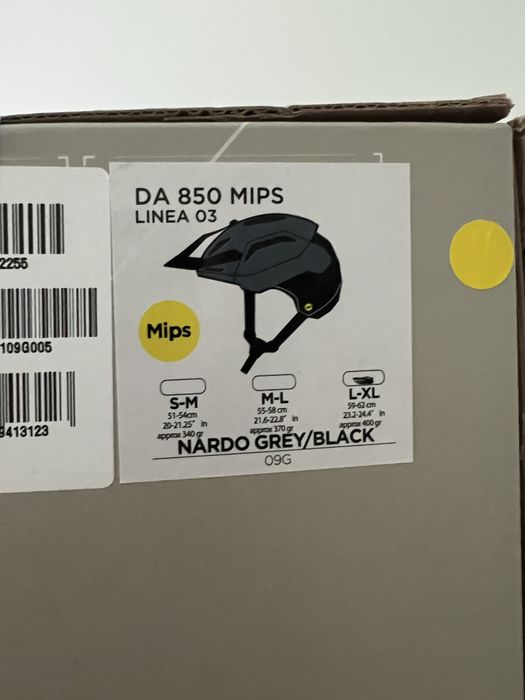 DA 850 MIPS
LINEA 03
Mips
S-M
51-54cm
20-21.25" in
approx 340 gr
M-L
55-58 cm
21.6-22.8" in
approx 370 gr
L-XL
59-62 cm
23.2-24.4" in
approx 400 gr
NARDO GREY/BLACK
09G
2255
109G005
9413123